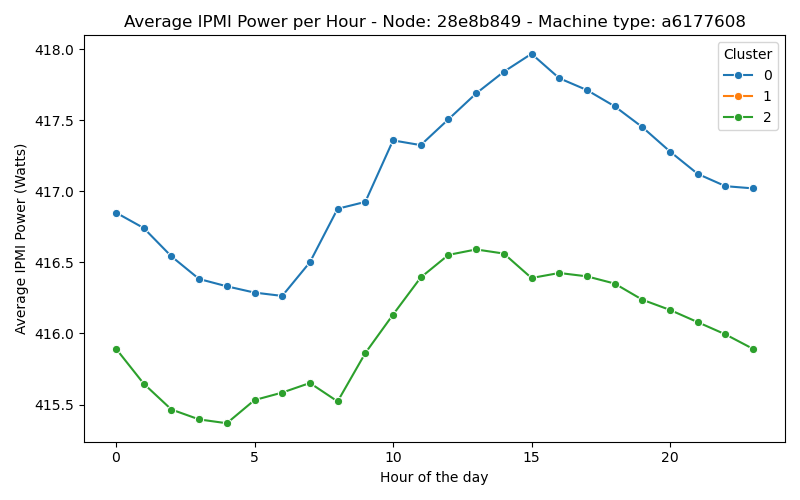 Average IPMI Power per Hour - Node: 28e8b849 - Machine type: a6177608
Cluster
0
1
2
418.0
417.5
417.0
416.5
416.0
415.5
Average IPMI Power (Watts)
0 5 10 15 20
Hour of the day